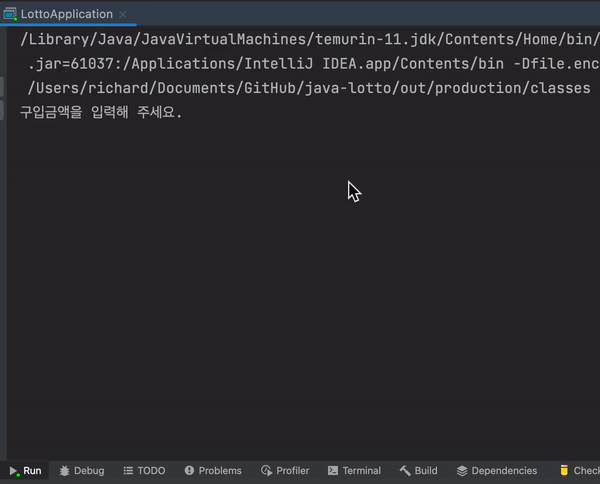 LottoApplication
/Library/Java/JavaVirtualMachines/temurin-11.jdk/Contents/Home/bin/
.jar=61037:/Applications/IntelliJ IDEA.app/Contents/bin -Dfile.enc
/Users/richard/Documents/GitHub/java-lotto/out/production/classes
구입금액을 입력해 주세요.
Run Debug TODO Problems Profiler Terminal Build Dependencies Check